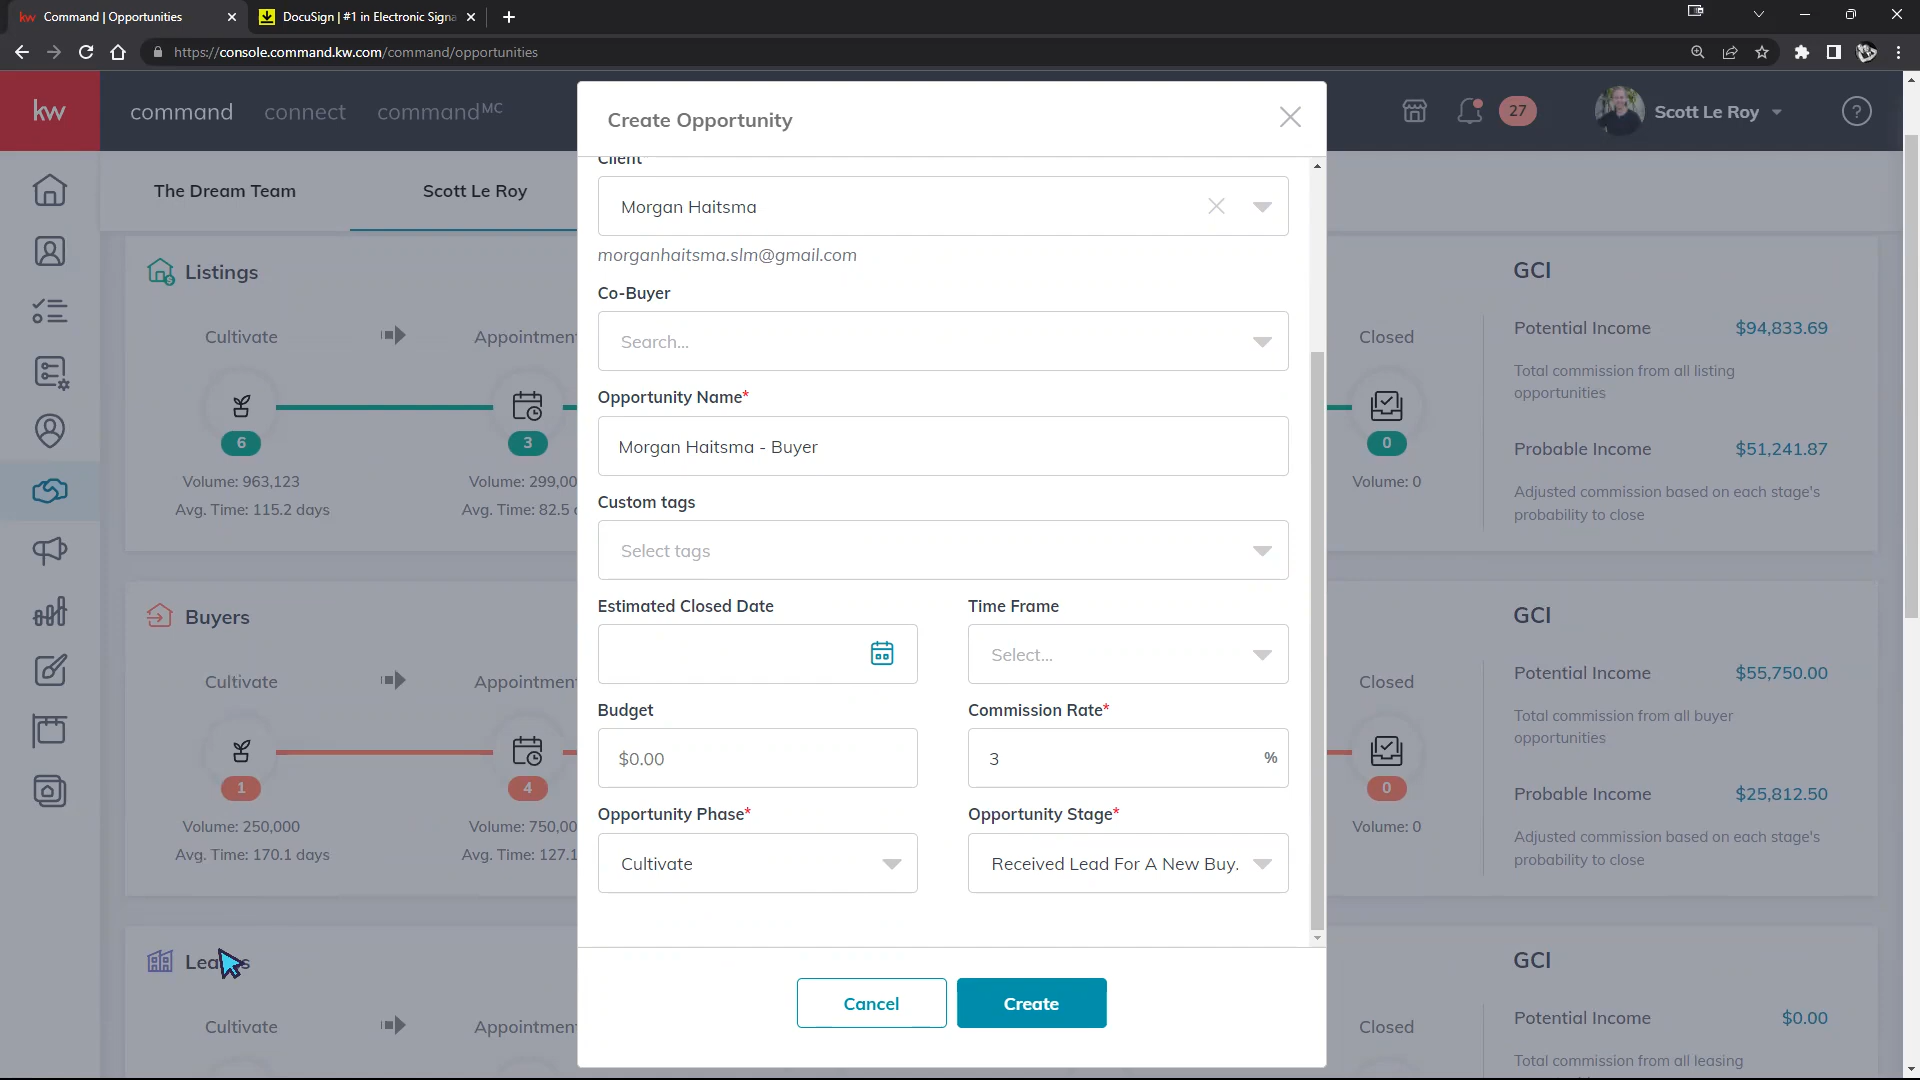 kw Command | Opportunities
DocuSign | #1 in Electronic Signa
https://console.command.kw.com/command/opportunities
kw
command
connect
command MC
27
Scott Le Roy
?
The Dream Team
Scott Le Roy
Create Opportunity
Client
Morgan Haitsma
morganhaitsma.slm@gmail.com
Co-Buyer
Search...
Opportunity Name*
Morgan Haitsma - Buyer
Custom tags
Select tags
Estimated Closed Date
Time Frame
Select...
Budget
Commission Rate*
$0.00
3
%
Opportunity Phase*
Opportunity Stage*
Cultivate
Received Lead For A New Buy.
Cancel
Create
Listings
Cultivate
Appointment
6
3
Volume: 963,123
Volume: 299,00
Avg. Time: 115.2 days
Avg. Time: 82.5
Closed
0
Volume: 0
GCI
Potential Income
$94,833.69
Total commission from all listing
opportunities
Probable Income
$51,241.87
Adjusted commission based on each stage's
probability to close
Buyers
Cultivate
Appointment
1
4
Volume: 250,000
Volume: 750,00
Avg. Time: 170.1 days
Avg. Time: 127.1
Closed
0
Volume: 0
GCI
Potential Income
$55,750.00
Total commission from all buyer
opportunities
Probable Income
$25,812.50
Adjusted commission based on each stage's
probability to close
Cultivate
Appointment
Closed
GCI
Potential Income
$0.00
Total commission from all leasing